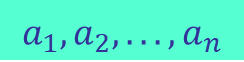 a₁, a₂, ..., aₙ